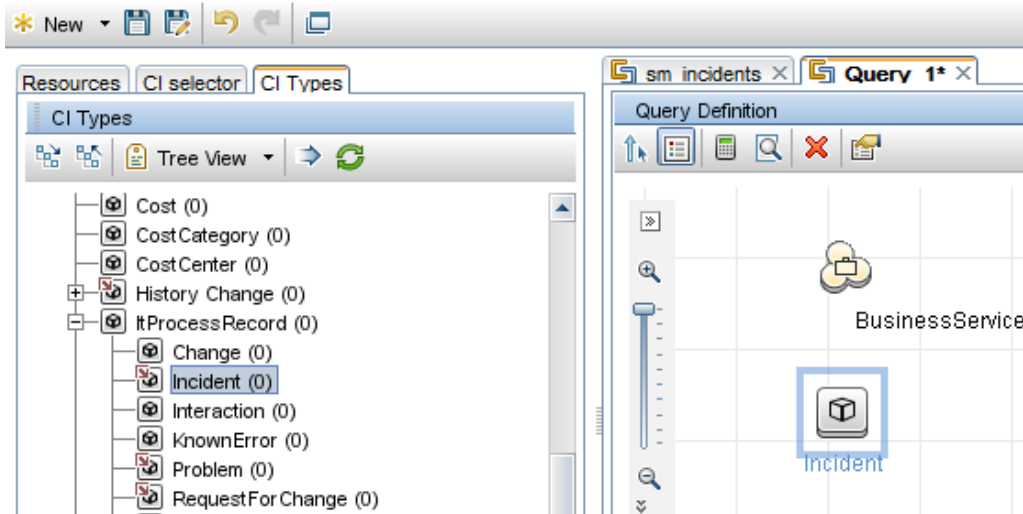 New
Resources CI selector CI Types
sm incidents Query 1*
CI Types
Query Definition
Tree View
Cost (0)
CostCategory (0)
CostCenter (0)
History Change (0)
ItProcessRecord (0)
Change (0)
Incident (0)
Interaction (0)
KnownError (0)
Problem (0)
RequestForChange (0)
BusinessService
Incident